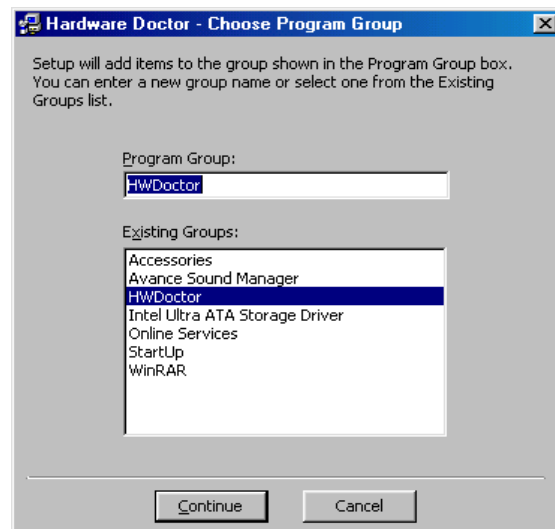 Hardware Doctor - Choose Program Group
Setup will add items to the group shown in the Program Group box.
You can enter a new group name or select one from the Existing
Groups list.
Program Group:
HWDoctor
Existing Groups:
Accessories
Avance Sound Manager
HWDoctor
Intel Ultra ATA Storage Driver
Online Services
StartUp
WinRAR
Continue
Cancel